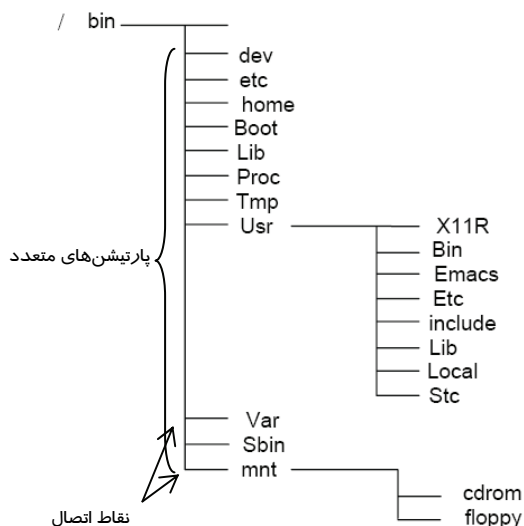 / bin
dev
etc
home
Boot
Lib
Proc
Tmp
Usr
X11R
Bin
Emacs
Etc
include
Lib
Local
Stc
پارتیشن‌های متعدد
Var
Sbin
mnt
cdrom
floppy
نقاط اتصال